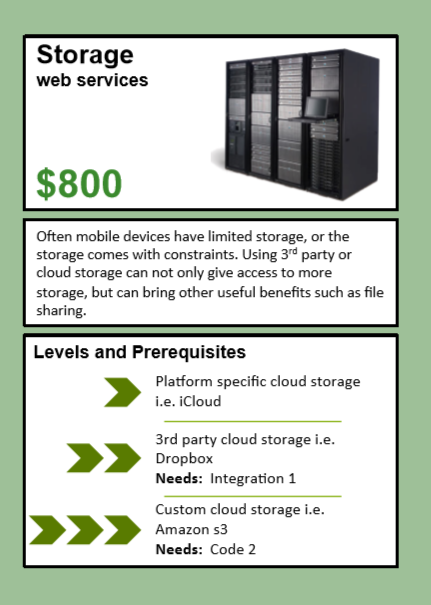 Storage
web services
$800
Often mobile devices have limited storage, or the
storage comes with constraints. Using 3rd party or
cloud storage can not only give access to more
storage, but can bring other useful benefits such as file
sharing.
Levels and Prerequisites
Platform specific cloud storage
i.e. iCloud
3rd party cloud storage i.e.
Dropbox
Needs: Integration 1
Custom cloud storage i.e.
Amazon s3
Needs: Code 2